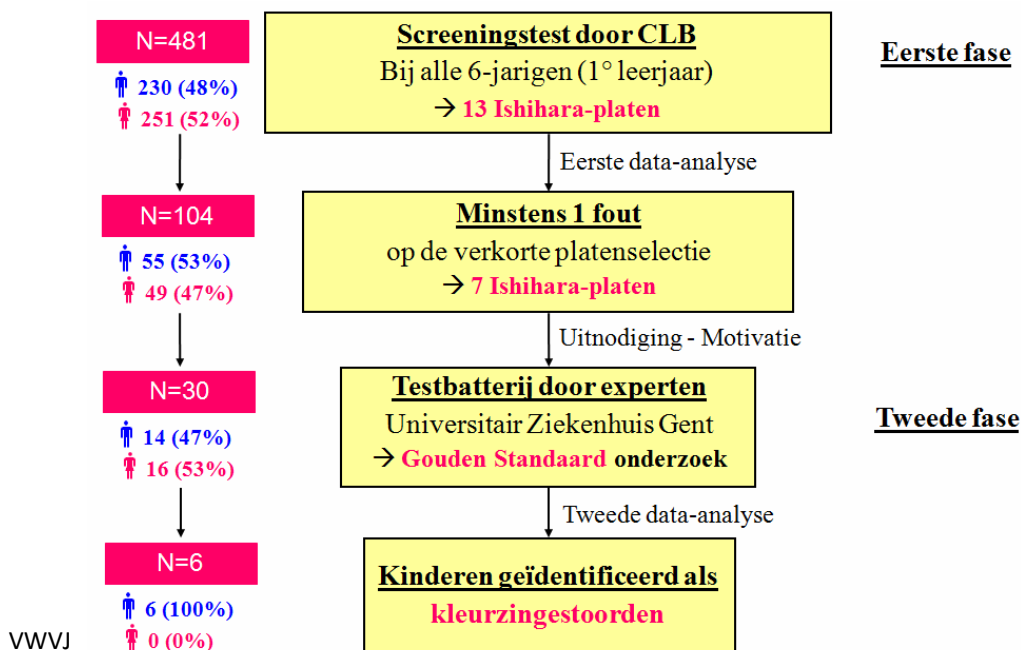 N=481
230 (48%)
251 (52%)
Screeningstest door CLB
Bij alle 6-jarigen (1° leerjaar)
→ 13 Ishihara-platen
Eerste fase
Eerste data-analyse
N=104
55 (53%)
49 (47%)
Minstens 1 fout
op de verkorte platenselectie
→ 7 Ishihara-platen
Uitnodiging - Motivatie
N=30
14 (47%)
16 (53%)
Testbatterij door experten
Universitair Ziekenhuis Gent
→ Gouden Standaard onderzoek
Tweede fase
Tweede data-analyse
N=6
6 (100%)
0 (0%)
Kinderen geïdentificeerd als
kleurzingestoorden
VWVJ